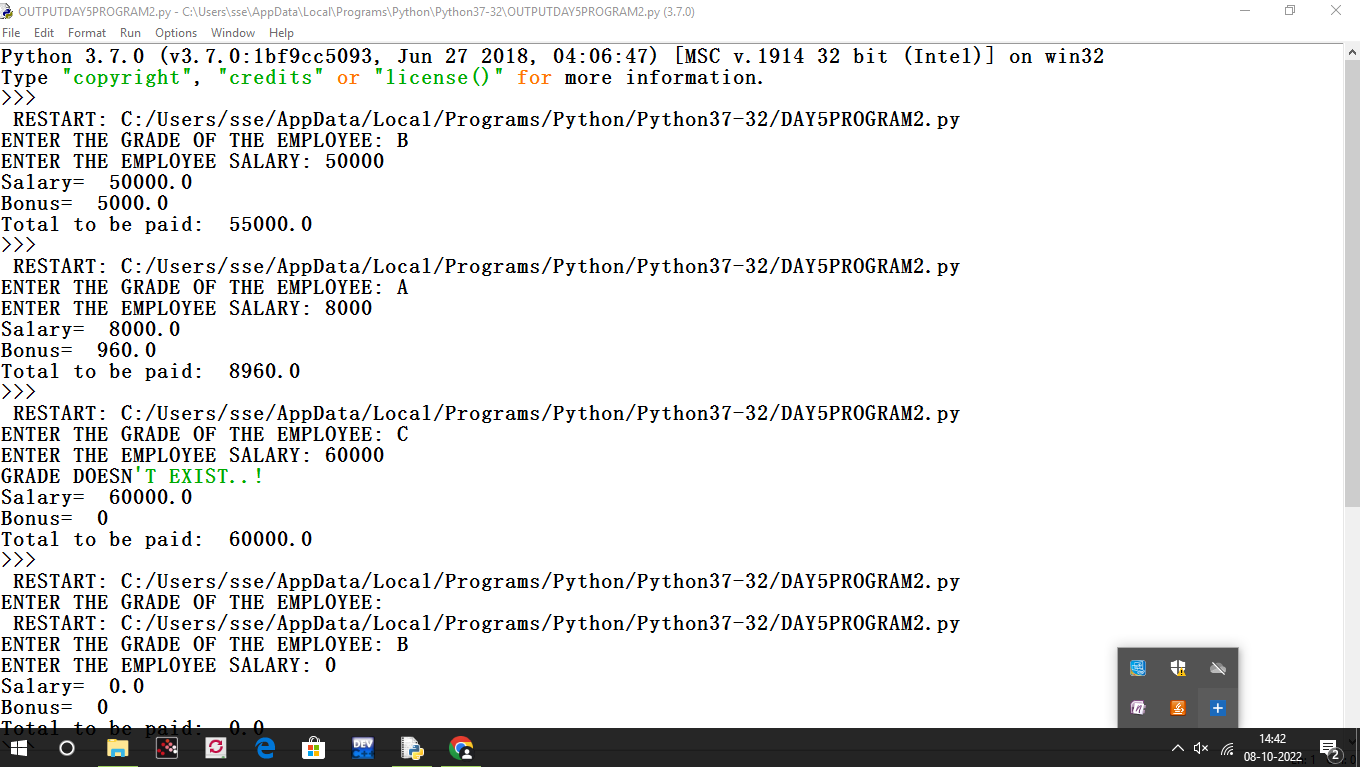 OUTPUTDAY5PROGRAM2.py - C:\Users\sse\AppData\Local\Programs\Python\Python37-32\OUTPUTDAY5PROGRAM2.py (3.7.0)
File Edit Format Run Options Window Help
Python 3.7.0 (v3.7.0:1bf9cc5093, Jun 27 2018, 04:06:47) [MSC v.1914 32 bit (Intel)] on win32
Type "copyright", "credits" or "license()" for more information.
>>>
RESTART: C:/Users/sse/AppData/Local/Programs/Python/Python37-32/DAY5PROGRAM2.py
ENTER THE GRADE OF THE EMPLOYEE: B
ENTER THE EMPLOYEE SALARY: 50000
Salary=  50000.0
Bonus=  5000.0
Total to be paid:  55000.0
>>>
RESTART: C:/Users/sse/AppData/Local/Programs/Python/Python37-32/DAY5PROGRAM2.py
ENTER THE GRADE OF THE EMPLOYEE: A
ENTER THE EMPLOYEE SALARY: 8000
Salary=  8000.0
Bonus=  960.0
Total to be paid:  8960.0
>>>
RESTART: C:/Users/sse/AppData/Local/Programs/Python/Python37-32/DAY5PROGRAM2.py
ENTER THE GRADE OF THE EMPLOYEE: C
ENTER THE EMPLOYEE SALARY: 60000
GRADE DOESN'T EXIST..!
Salary=  60000.0
Bonus=  0
Total to be paid:  60000.0
>>>
RESTART: C:/Users/sse/AppData/Local/Programs/Python/Python37-32/DAY5PROGRAM2.py
ENTER THE GRADE OF THE EMPLOYEE:
RESTART: C:/Users/sse/AppData/Local/Programs/Python/Python37-32/DAY5PROGRAM2.py
ENTER THE GRADE OF THE EMPLOYEE: B
ENTER THE EMPLOYEE SALARY: 0
Salary=  0.0
Bonus=  0
Total to be paid:  0.0
DEV
14:42
08-10-2022
2